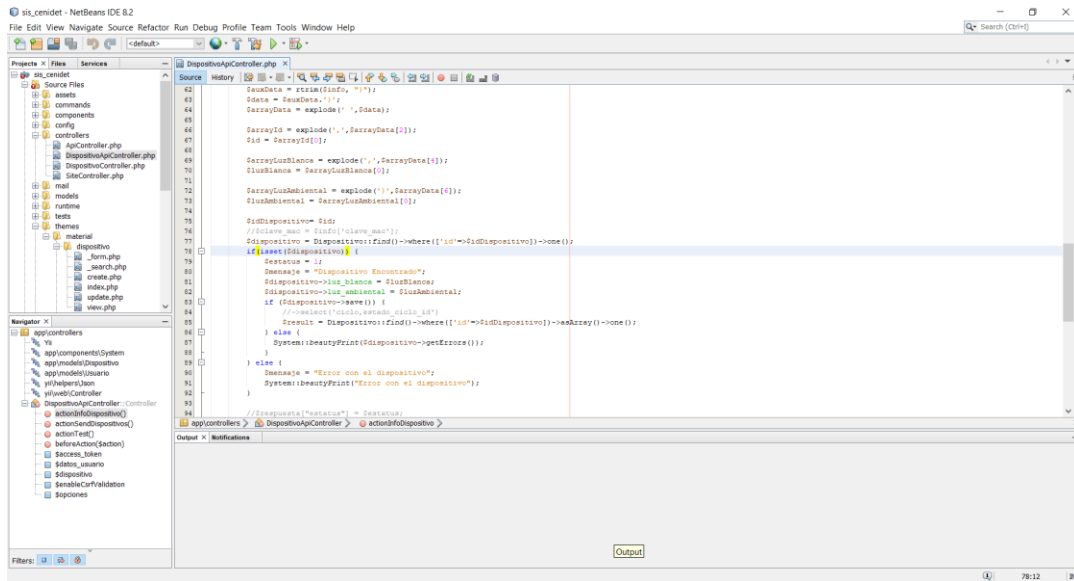 sis_cenidet - NetBeans IDE 8.2
File Edit View Navigate Source Refactor Run Debug Profile Team Tools Window Help
Search (Ctrl+I)
<default>
Projects × Files Services
sis_cenidet
Source Files
assets
commands
components
config
controllers
ApiController.php
DispositivoApiController.php
DispositivoController.php
SiteController.php
mail
models
runtime
tests
themes
material
dispositivo
_form.php
_search.php
create.php
index.php
update.php
view.php
Navigator ×
app\controllers
Yii
app\components\System
app\models\Dispositivo
app\models\Usuario
yii\helpers\Json
yii\web\Controller
DispositivoApiController::Controller
actionInfoDispositivo()
actionSendDispositivos()
actionTest()
beforeAction($action)
$access_token
$datos_usuario
$dispositivo
$enableCsrfValidation
$opciones
Filters:
DispositivoApiController.php ×
Source History
62 $auxData = rtrim($info, ")");
63 $data = $auxData.')';
64 $arrayData = explode(' ',$data);
65
66 $arrayId = explode(',',$arrayData[2]);
67 $id = $arrayId[0];
68
69 $arrayLuzBlanca = explode(',',$arrayData[4]);
70 $luzBlanca = $arrayLuzBlanca[0];
71
72 $arrayLuzAmbiental = explode(')',$arrayData[6]);
73 $luzAmbiental = $arrayLuzAmbiental[0];
74
75 $idDispositivo= $id;
76 //$clave_mac = $info['clave_mac'];
77 $dispositivo = Dispositivo::find()->where(['id'=>$idDispositivo])->one();
78 if(isset($dispositivo)) {
79 $estatus = 1;
80 $mensaje = "Dispositivo Encontrado";
81 $dispositivo->luz_blanca = $luzBlanca;
82 $dispositivo->luz_ambiental = $luzAmbiental;
83 if ($dispositivo->save()) {
84 //->select('ciclo,estado_ciclo_id')
85 $result = Dispositivo::find()->where(['id'=>$idDispositivo])->asArray()->one();
86 } else {
87 System::beautyPrint($dispositivo->getErrors());
88 }
89 } else {
90 $mensaje = "Error con el dispositivo";
91 System::beautyPrint("Error con el dispositivo");
92 }
93
94 //$respuesta["estatus"] = $estatus;
app\controllers > DispositivoApiController > actionInfoDispositivo >
Output × Notifications
Output
78:12